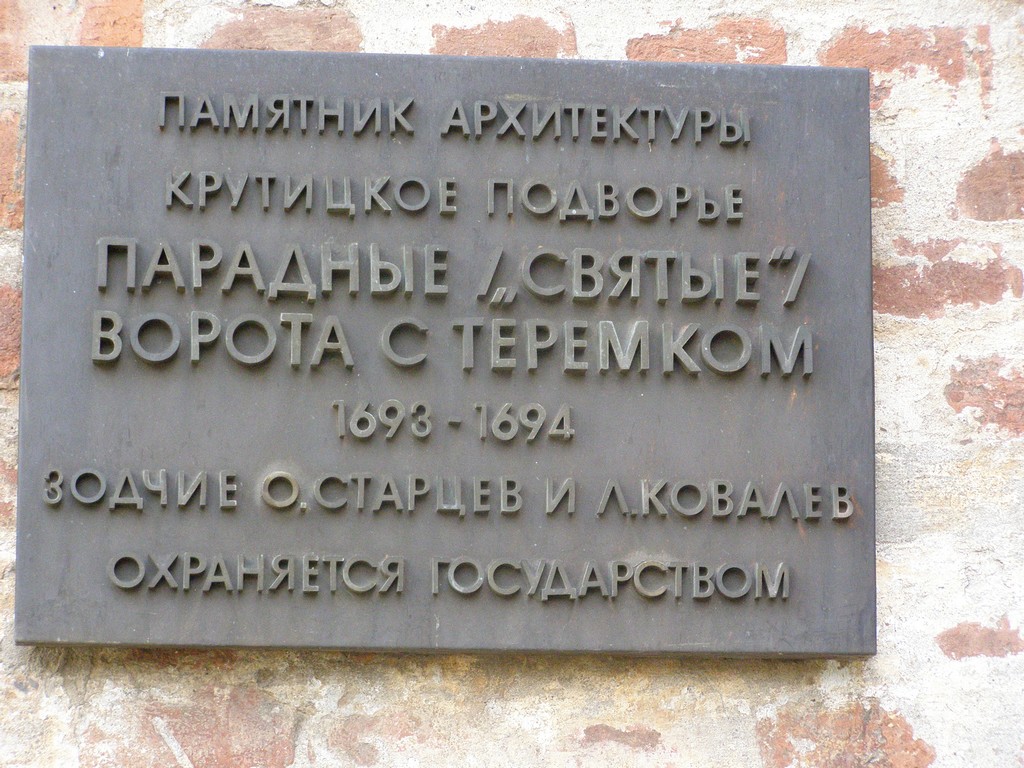 ПАМЯТНИК АРХИТЕКТУРЫ
КРУТИЦКОЕ ПОДВОРЬЕ
ПАРАДНЫЕ /„СВЯТЫЕ“/
ВОРОТА С ТЕРЕМКОМ
1693 - 1694
ЗОДЧИЕ О.СТАРЦЕВ И Л.КОВАЛЕВ
ОХРАНЯЕТСЯ ГОСУДАРСТВОМ